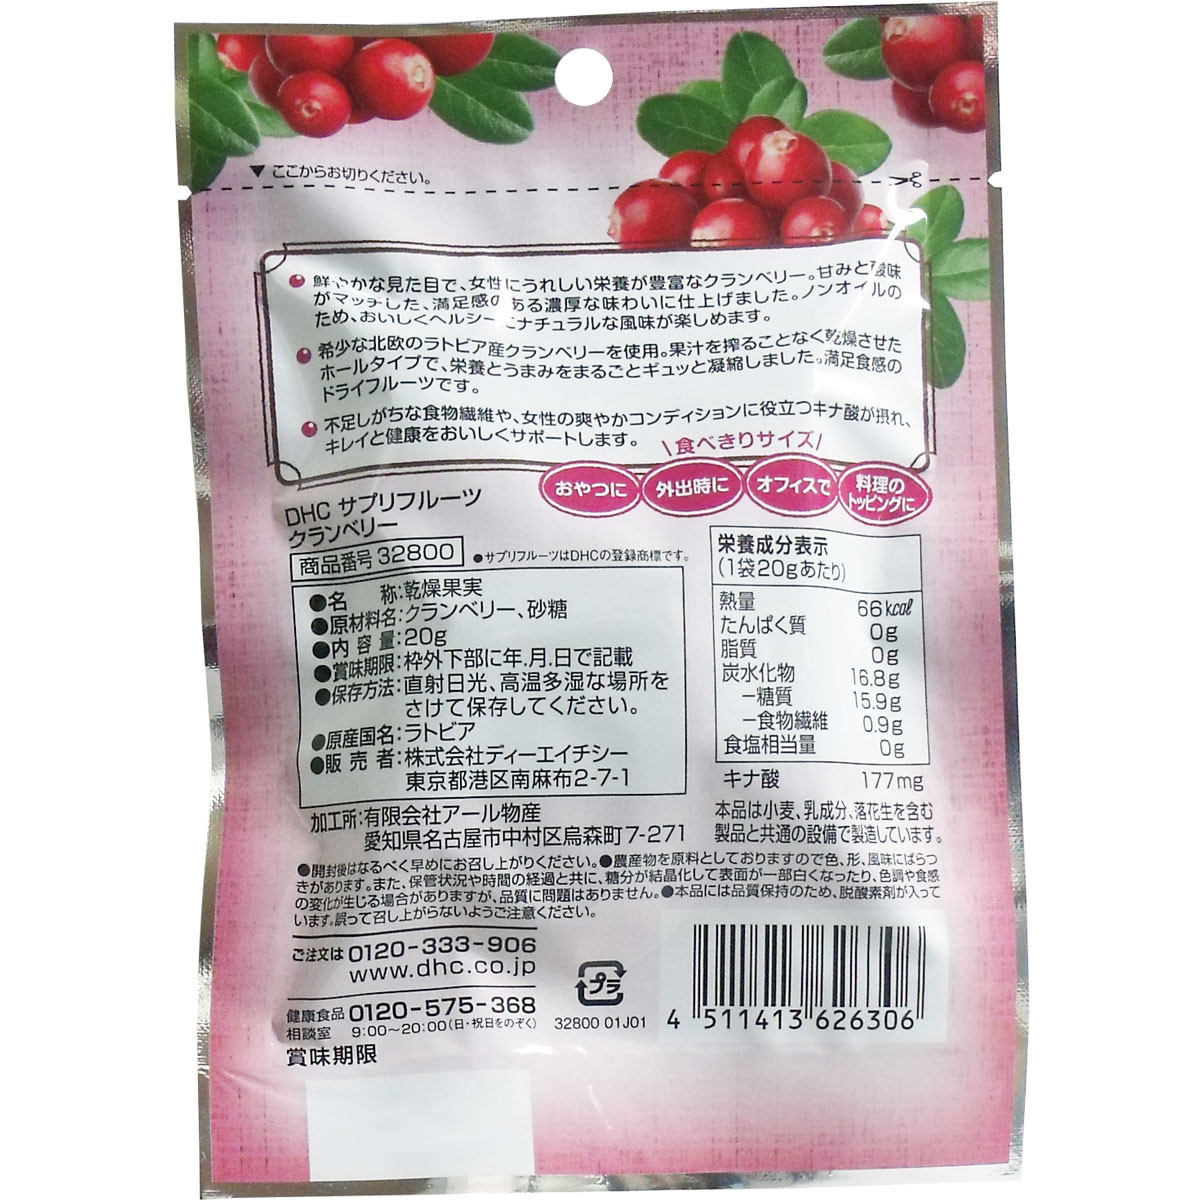 ▼ここからお切りください。
●鮮やかな見た目で、女性にうれしい栄養が豊富なクランベリー。甘みと酸味
がマッチした、満足感のある濃厚な味わいに仕上げました。ノンオイルの
ため、おいしくヘルシーにナチュラルな風味が楽しめます。
●希少な北欧のラトビア産クランベリーを使用。果汁を搾ることなく乾燥させた
ホールタイプで、栄養とうまみをまるごとギュッと凝縮しました。満足食感の
ドライフルーツです。
●不足しがちな食物繊維や、女性の爽やかコンディションに役立つキナ酸が摂れ、
キレイと健康をおいしくサポートします。
\食べきりサイズ/
おやつに 外出時に オフィスで 料理の
トッピングに
DHC サプリフルーツ
クランベリー
商品番号 32800 ●サプリフルーツはDHCの登録商標です。
●名 称:乾燥果実
●原材料名:クランベリー、砂糖
●内容量:20g
●賞味期限:枠外下部に年.月.日で記載
●保存方法:直射日光、高温多湿な場所を
さけて保存してください。
●原産国名:ラトビア
●販売者:株式会社ディーエイチシー
東京都港区南麻布2-7-1
加工所:有限会社アール物産
愛知県名古屋市中村区烏森町7-271
栄養成分表示
(1袋20gあたり)
熱量 66kcal
たんぱく質 0g
脂質 0g
炭水化物 16.8g
－糖質 15.9g
－食物繊維 0.9g
食塩相当量 0g
キナ酸 177mg
本品は小麦、乳成分、落花生を含む
製品と共通の設備で製造しています。
●開封後はなるべく早めにお召し上がりください。●農産物を原料としておりますので色、形、風味にばらつ
きがあります。また、保管状況や時間の経過と共に、糖分が結晶化して表面が一部白くなったり、色調や食感
の変化が生じる場合がありますが、品質に問題はありません。●本品には品質保持のため、脱酸素剤が入って
います。誤って召し上がらないようご注意ください。
ご注文は 0120-333-906
www.dhc.co.jp
健康食品
相談室 0120-575-368
9:00～20:00(日・祝日をのぞく)
プラ
32800 01J01
4 511413 626306
賞味期限